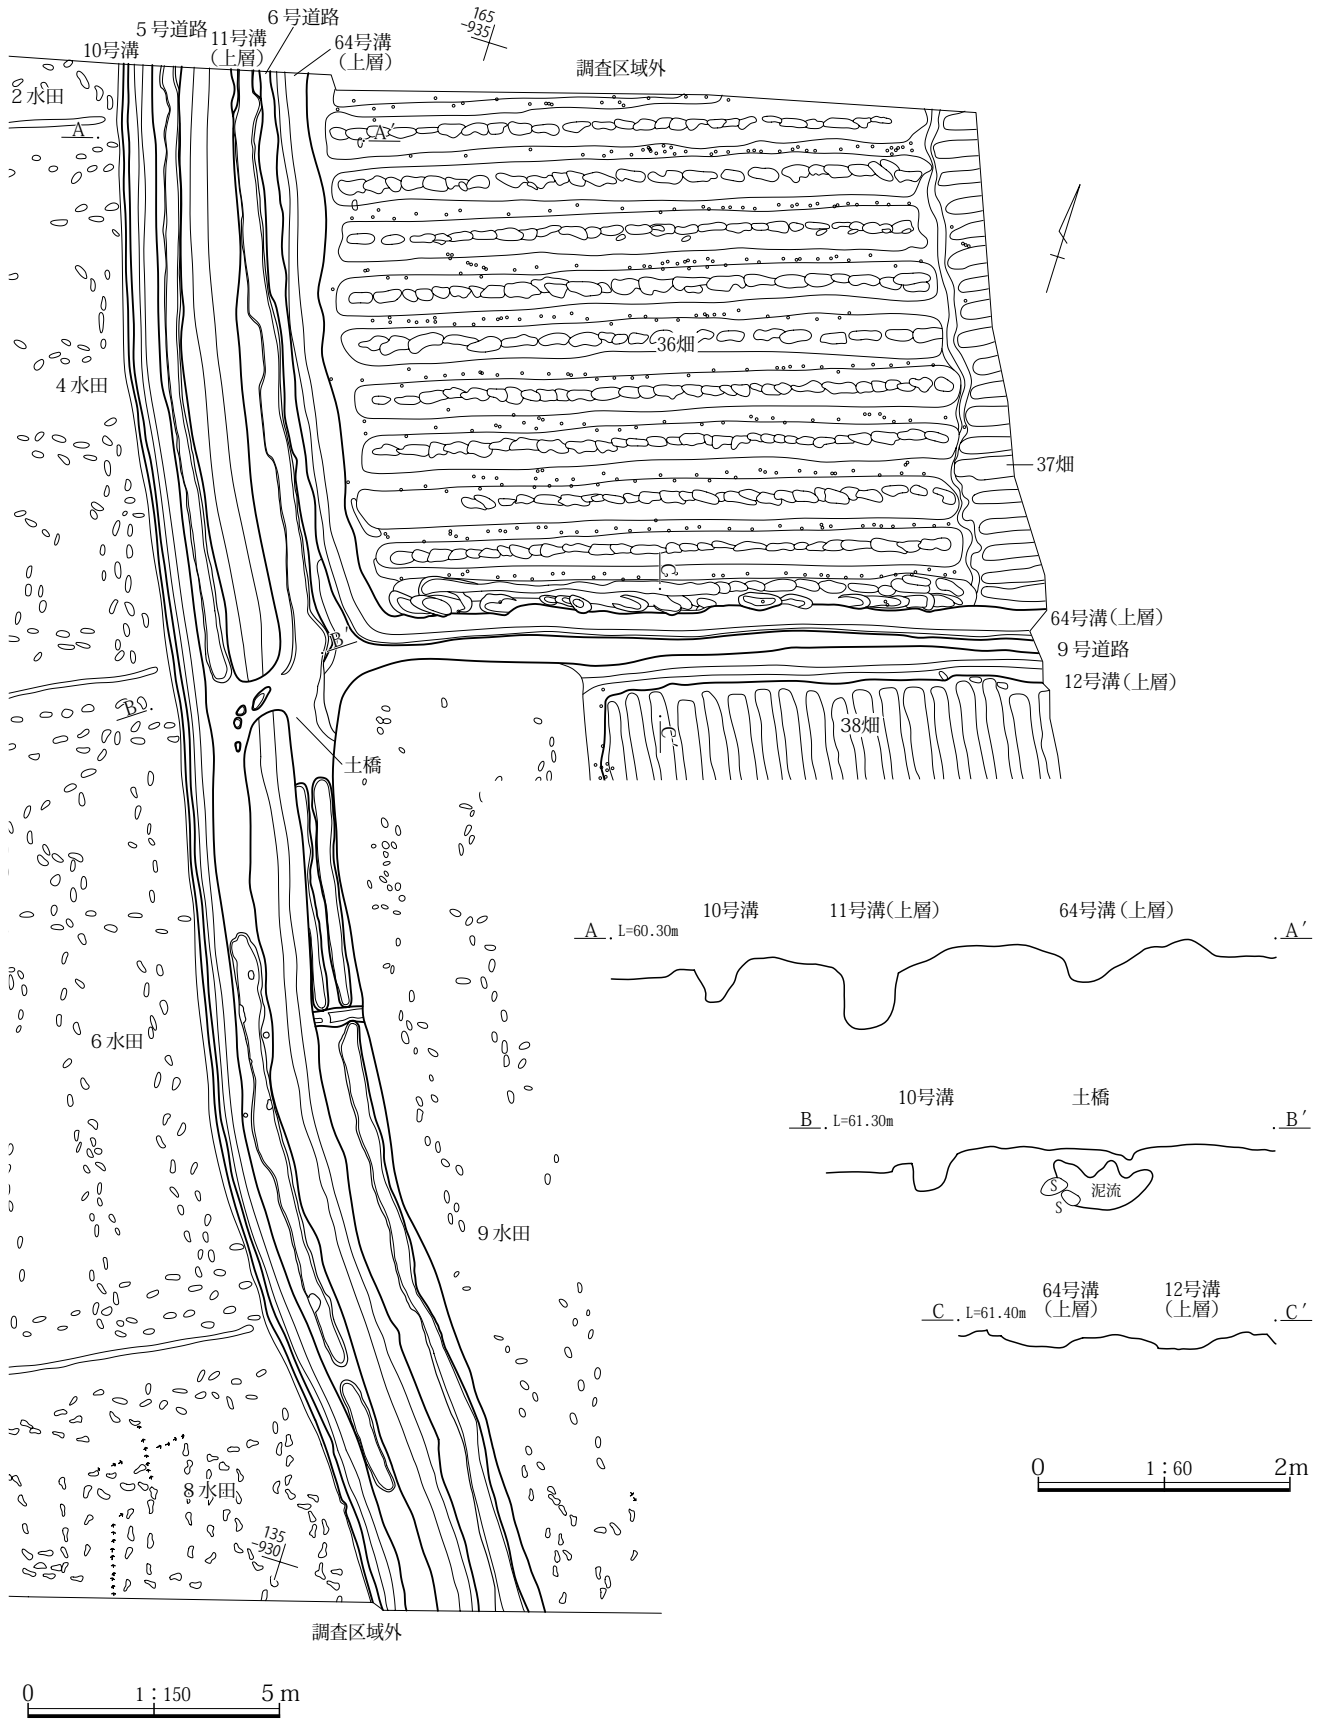 165
-935
6号道路
5号道路
11号溝
(上層)
64号溝
(上層)
10号溝
調査区域外
2水田
A
A′
4水田
36畑
37畑
C
64号溝(上層)
9号道路
12号溝(上層)
B′
B
38畑
C′
土橋
10号溝
11号溝(上層)
64号溝(上層)
A
L=60.30m
A′
6水田
10号溝
土橋
B
L=61.30m
B′
泥流
S
S
9水田
64号溝
(上層)
12号溝
(上層)
C
L=61.40m
C′
0
1:60
2m
8水田
135
-930
調査区域外
0
1:150
5m